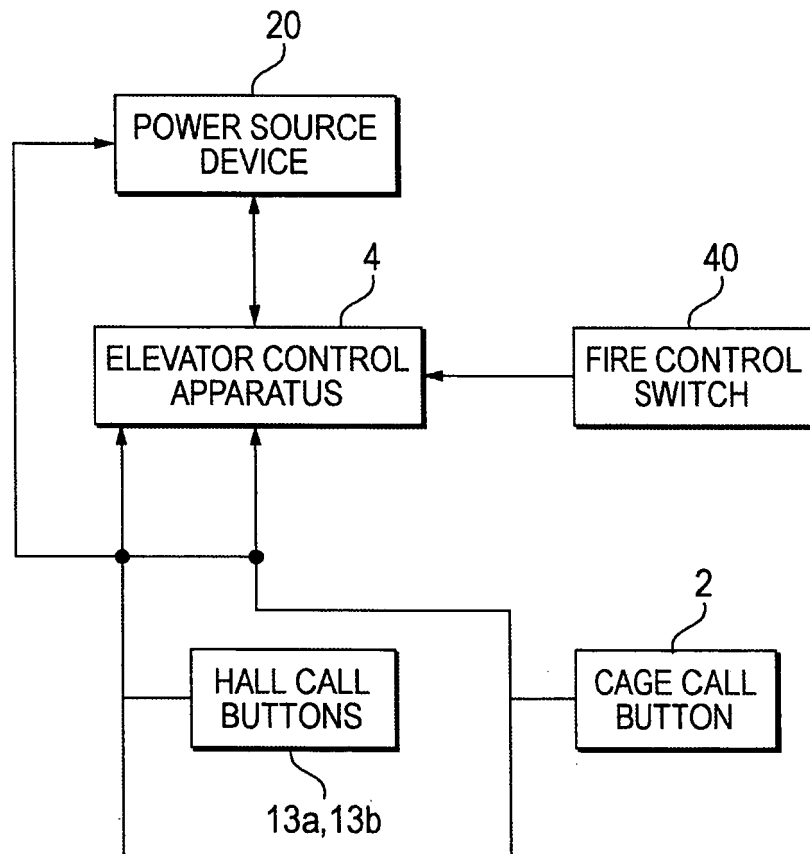 20
POWER SOURCE
DEVICE
4
ELEVATOR CONTROL
APPARATUS
40
FIRE CONTROL
SWITCH
HALL CALL
BUTTONS
13a,13b
2
CAGE CALL
BUTTON